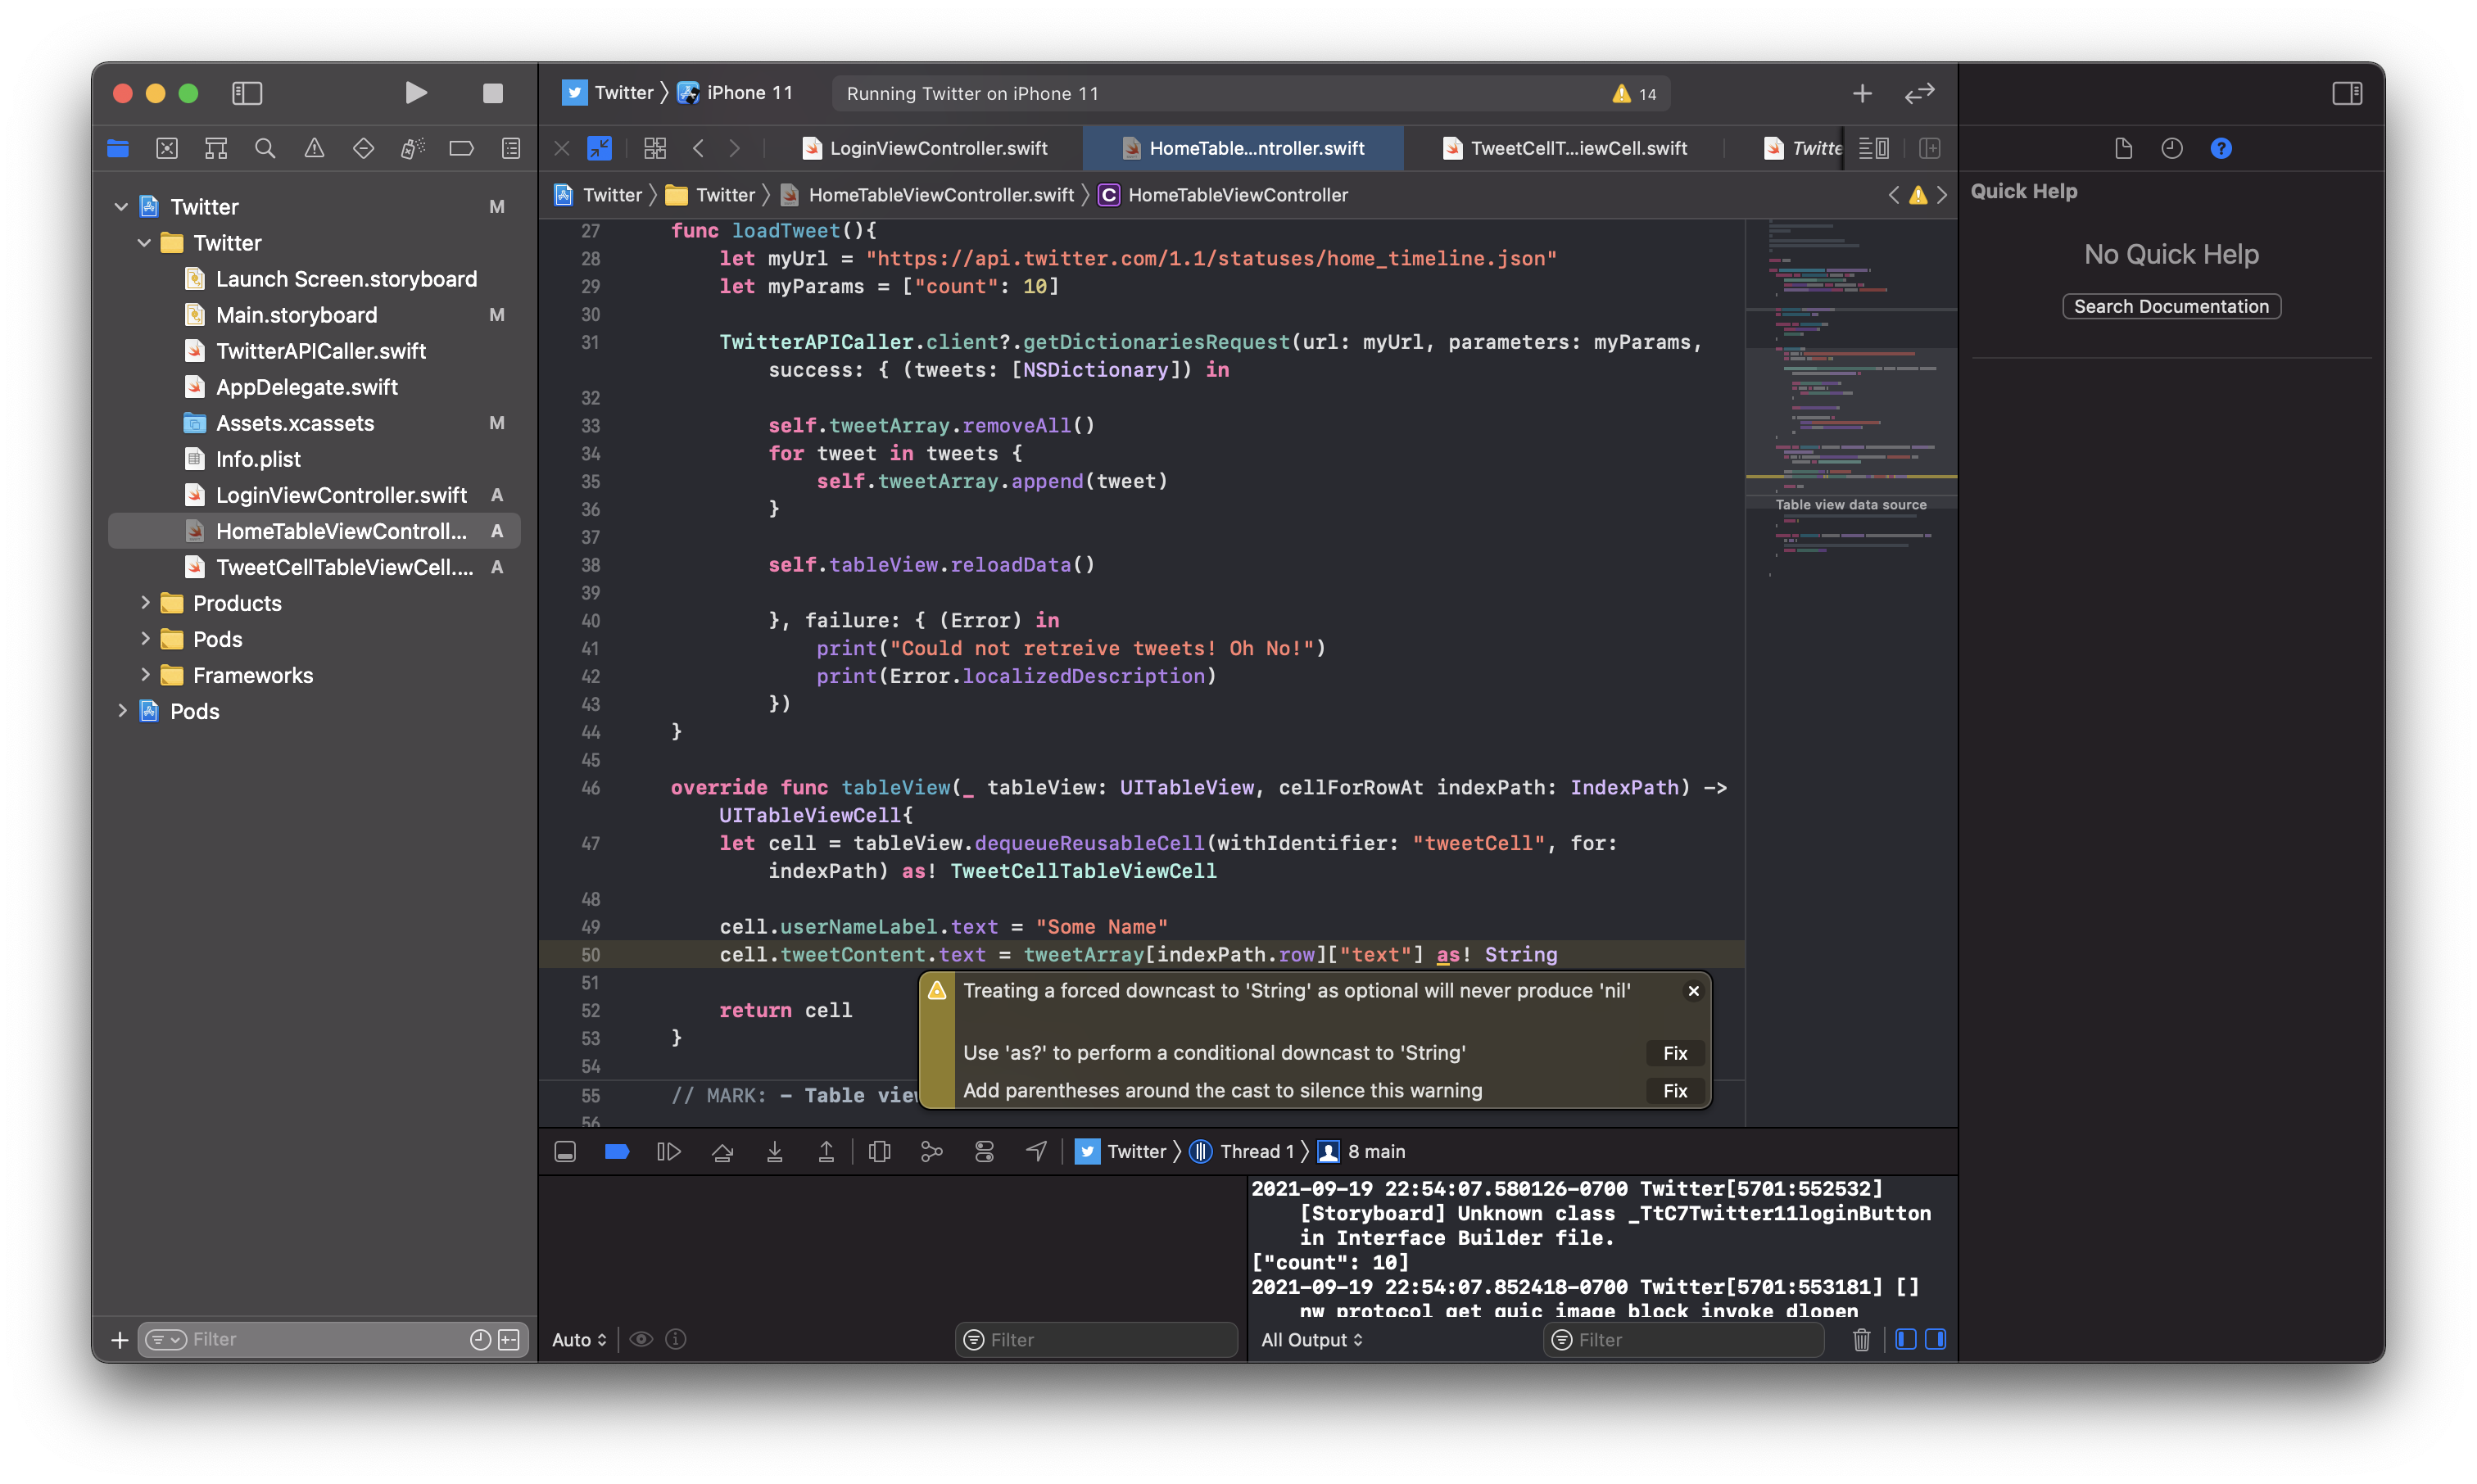 Twitter
iPhone 11
Running Twitter on iPhone 11
14
LoginViewController.swift
HomeTable...ntroller.swift
TweetCellT...iewCell.swift
Twitte
Twitter
Twitter
HomeTableViewController.swift
C
HomeTableViewController
Quick Help
No Quick Help
Search Documentation
Twitter M
Twitter
Launch Screen.storyboard
Main.storyboard M
TwitterAPICaller.swift
AppDelegate.swift
Assets.xcassets M
Info.plist
LoginViewController.swift A
HomeTableViewControll... A
TweetCellTableViewCell.... A
Products
Pods
Frameworks
Pods
Filter
27 func loadTweet(){
28 let myUrl = "https://api.twitter.com/1.1/statuses/home_timeline.json"
29 let myParams = ["count": 10]
30
31 TwitterAPICaller.client?.getDictionariesRequest(url: myUrl, parameters: myParams,
success: { (tweets: [NSDictionary]) in
32
33 self.tweetArray.removeAll()
34 for tweet in tweets {
35 self.tweetArray.append(tweet)
36 }
37
38 self.tableView.reloadData()
39
40 }, failure: { (Error) in
41 print("Could not retreive tweets! Oh No!")
42 print(Error.localizedDescription)
43 })
44 }
45
46 override func tableView(_ tableView: UITableView, cellForRowAt indexPath: IndexPath) ->
UITableViewCell{
47 let cell = tableView.dequeueReusableCell(withIdentifier: "tweetCell", for:
indexPath) as! TweetCellTableViewCell
48
49 cell.userNameLabel.text = "Some Name"
50 cell.tweetContent.text = tweetArray[indexPath.row]["text"] as! String
51
52 return cell
53 }
54
55 // MARK: - Table view
56
Treating a forced downcast to 'String' as optional will never produce 'nil'
Use 'as?' to perform a conditional downcast to 'String'
Fix
Add parentheses around the cast to silence this warning
Fix
Table view data source
Twitter
Thread 1
8 main
2021-09-19 22:54:07.580126-0700 Twitter[5701:552532]
[Storyboard] Unknown class _TtC7Twitter11loginButton
in Interface Builder file.
["count": 10]
2021-09-19 22:54:07.852418-0700 Twitter[5701:553181] []
nw_protocol_get_quic_image_block_invoke dlopen
Auto
Filter
All Output
Filter